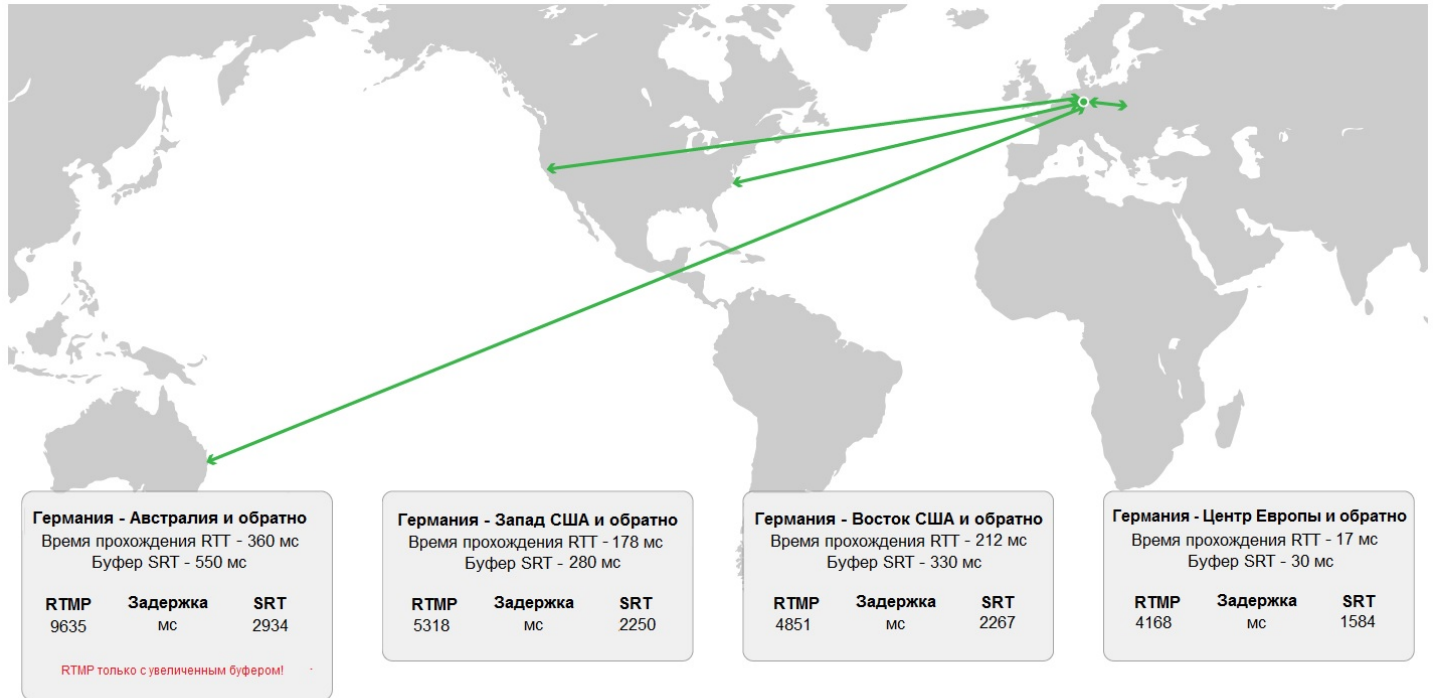 Германия - Австралия и обратно
Время прохождения RTT - 360 мс
Буфер SRT - 550 мс
RTMP Задержка SRT
9635 мс 2934
RTMP только с увеличенным буфером!
Германия - Запад США и обратно
Время прохождения RTT - 178 мс
Буфер SRT - 280 мс
RTMP Задержка SRT
5318 мс 2250
Германия - Восток США и обратно
Время прохождения RTT - 212 мс
Буфер SRT - 330 мс
RTMP Задержка SRT
4851 мс 2267
Германия - Центр Европы и обратно
Время прохождения RTT - 17 мс
Буфер SRT - 30 мс
RTMP Задержка SRT
4168 мс 1584